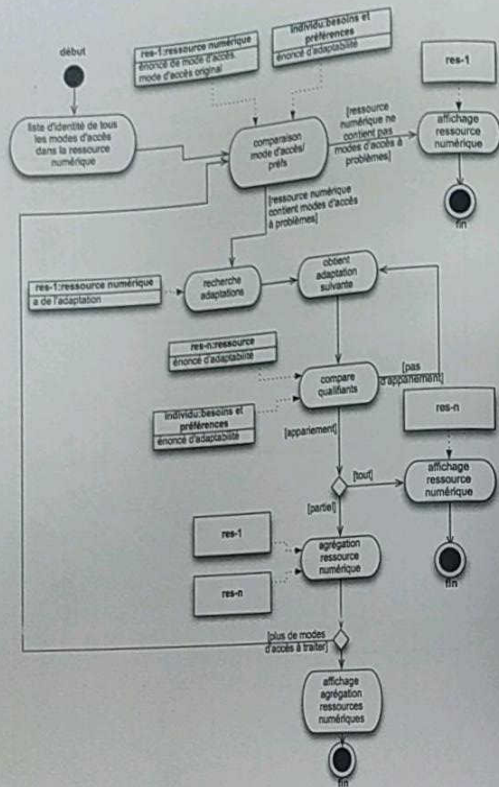 début
res-1:ressource numérique
énoncé de mode d'accès
mode d'accès original
individu:besoins et
préférences
énoncé d'adaptabilité
res-1
liste d'identité de tous
les modes d'accès
dans la ressource
numérique
comparaison
mode d'accès/
préfs
[ressource
numérique ne
contient pas
modes d'accès à
problèmes]
affichage
ressource
numérique
fin
[ressource numérique
contient modes d'accès
à problèmes]
res-1:ressource numérique
a de l'adaptation
recherche
adaptations
obtient
adaptation
suivante
res-n:ressource
énoncé d'adaptabilité
compare
qualifiants
[pas
d'appariement]
individu:besoins et
préférences
énoncé d'adaptabilité
[appariement]
res-n
[tout]
affichage
ressource
numérique
fin
[partiel]
res-1
res-n
agrégation
ressource
numérique
[plus de modes
d'accès à traiter]
affichage
agrégation
ressources
numériques
fin